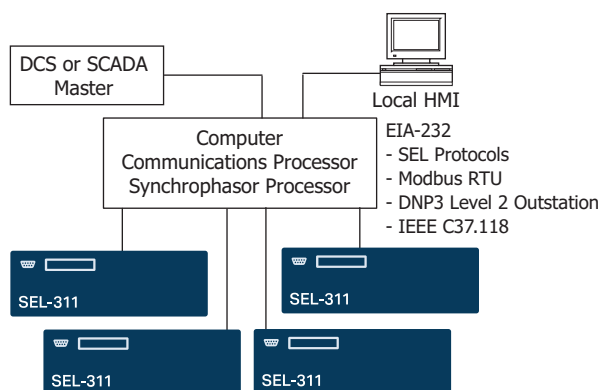 DCS or SCADA
Master
Local HMI
Computer
Communications Processor
Synchrophasor Processor
EIA-232
- SEL Protocols
- Modbus RTU
- DNP3 Level 2 Outstation
- IEEE C37.118
SEL-311
SEL-311
SEL-311
SEL-311